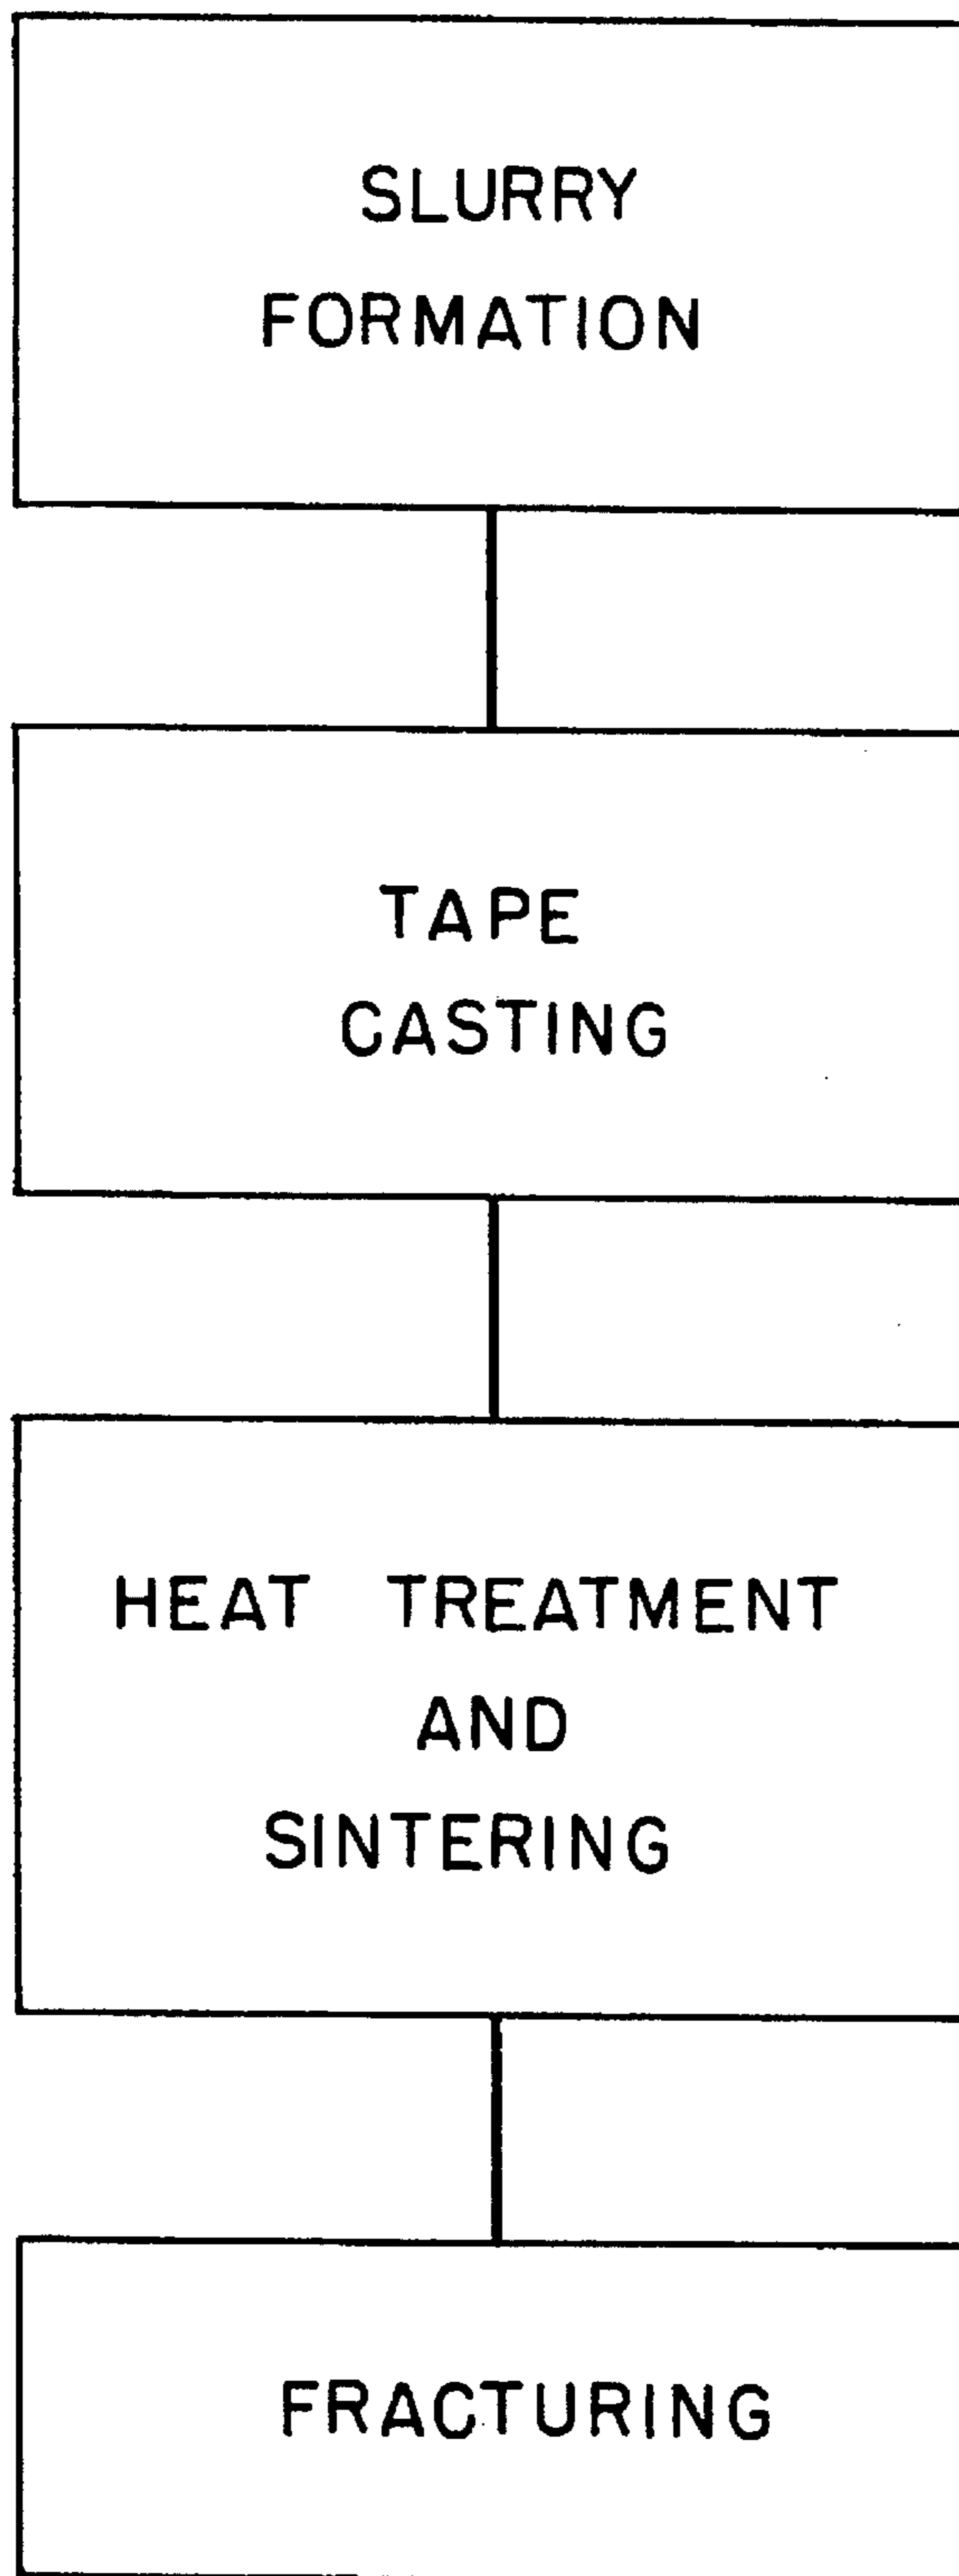 SLURRY
FORMATION
TAPE
CASTING
HEAT TREATMENT
AND
SINTERING
FRACTURING